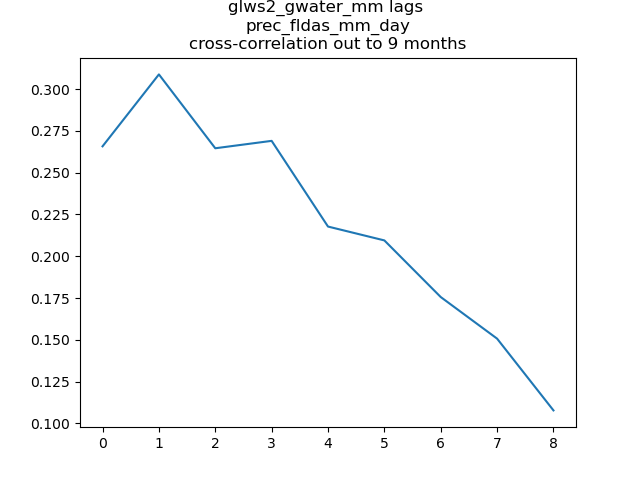 glws2_gwater_mm lags
prec_fldas_mm_day
cross-correlation out to 9 months
0.300
0.275
0.250
0.225
0.200
0.175
0.150
0.125
0.100
0 1 2 3 4 5 6 7 8